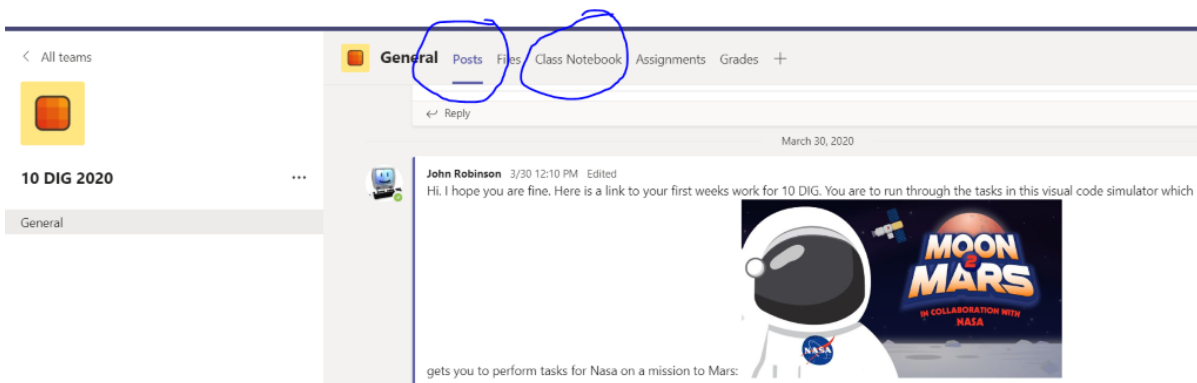 All teams
General Posts Files Class Notebook Assignments Grades
Reply
March 30, 2020
10 DIG 2020
...
General
John Robinson 3/30 12:10 PM Edited
Hi. I hope you are fine. Here is a link to your first weeks work for 10 DIG. You are to run through the tasks in this visual code simulator which
MOON
2
MARS
IN COLLABORATION WITH
NASA
NASA
gets you to perform tasks for Nasa on a mission to Mars: